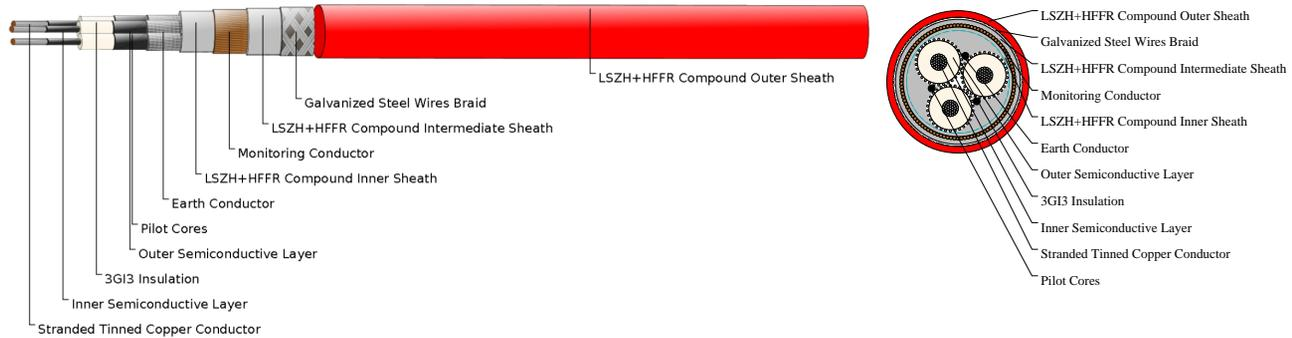 LSZH+HFFR Compound Outer Sheath
Galvanized Steel Wires Braid
LSZH+HFFR Compound Intermediate Sheath
Monitoring Conductor
LSZH+HFFR Compound Inner Sheath
Earth Conductor
Pilot Cores
Outer Semiconductive Layer
3GI3 Insulation
Inner Semiconductive Layer
Stranded Tinned Copper Conductor
LSZH+HFFR Compound Outer Sheath
Galvanized Steel Wires Braid
LSZH+HFFR Compound Intermediate Sheath
Monitoring Conductor
LSZH+HFFR Compound Inner Sheath
Earth Conductor
Outer Semiconductive Layer
3GI3 Insulation
Inner Semiconductive Layer
Stranded Tinned Copper Conductor
Pilot Cores